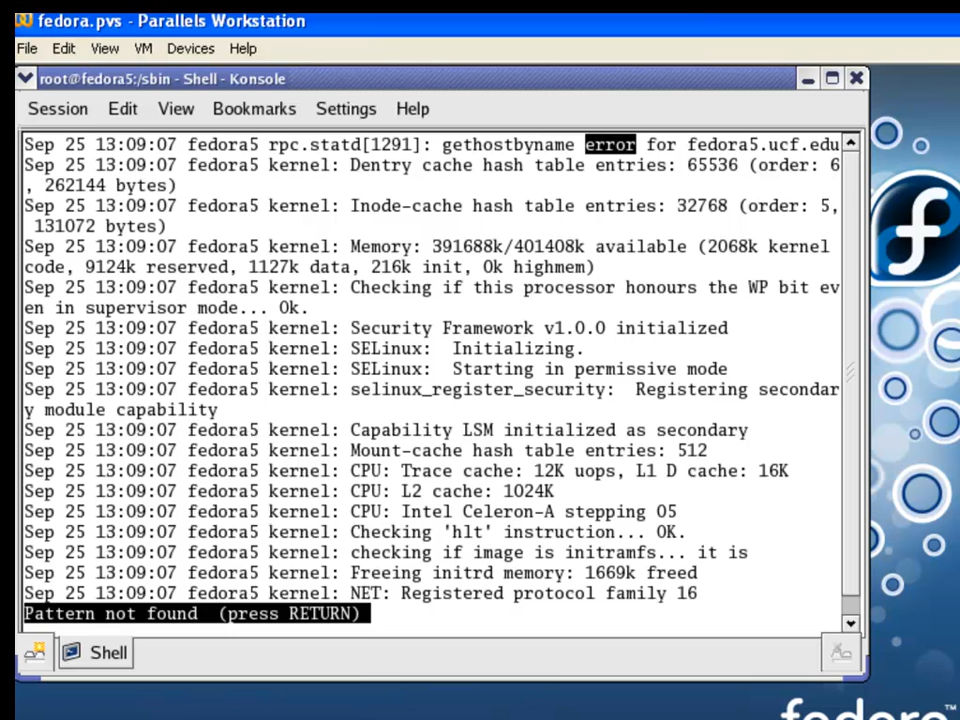 fedora.pvs - Parallels Workstation
File Edit View VM Devices Help
root@fedora5:/sbin - Shell - Konsole
Session Edit View Bookmarks Settings Help
Sep 25 13:09:07 fedora5 rpc.statd[1291]: gethostbyname error for fedora5.ucf.edu
Sep 25 13:09:07 fedora5 kernel: Dentry cache hash table entries: 65536 (order: 6
, 262144 bytes)
Sep 25 13:09:07 fedora5 kernel: Inode-cache hash table entries: 32768 (order: 5,
131072 bytes)
Sep 25 13:09:07 fedora5 kernel: Memory: 391688k/401408k available (2068k kernel
code, 9124k reserved, 1127k data, 216k init, 0k highmem)
Sep 25 13:09:07 fedora5 kernel: Checking if this processor honours the WP bit ev
en in supervisor mode... Ok.
Sep 25 13:09:07 fedora5 kernel: Security Framework v1.0.0 initialized
Sep 25 13:09:07 fedora5 kernel: SELinux:  Initializing.
Sep 25 13:09:07 fedora5 kernel: SELinux:  Starting in permissive mode
Sep 25 13:09:07 fedora5 kernel: selinux_register_security:  Registering secondar
y module capability
Sep 25 13:09:07 fedora5 kernel: Capability LSM initialized as secondary
Sep 25 13:09:07 fedora5 kernel: Mount-cache hash table entries: 512
Sep 25 13:09:07 fedora5 kernel: CPU: Trace cache: 12K uops, L1 D cache: 16K
Sep 25 13:09:07 fedora5 kernel: CPU: L2 cache: 1024K
Sep 25 13:09:07 fedora5 kernel: CPU: Intel Celeron-A stepping 05
Sep 25 13:09:07 fedora5 kernel: Checking 'hlt' instruction... OK.
Sep 25 13:09:07 fedora5 kernel: checking if image is initramfs... it is
Sep 25 13:09:07 fedora5 kernel: Freeing initrd memory: 1669k freed
Sep 25 13:09:07 fedora5 kernel: NET: Registered protocol family 16
Pattern not found  (press RETURN)
Shell
fedora™